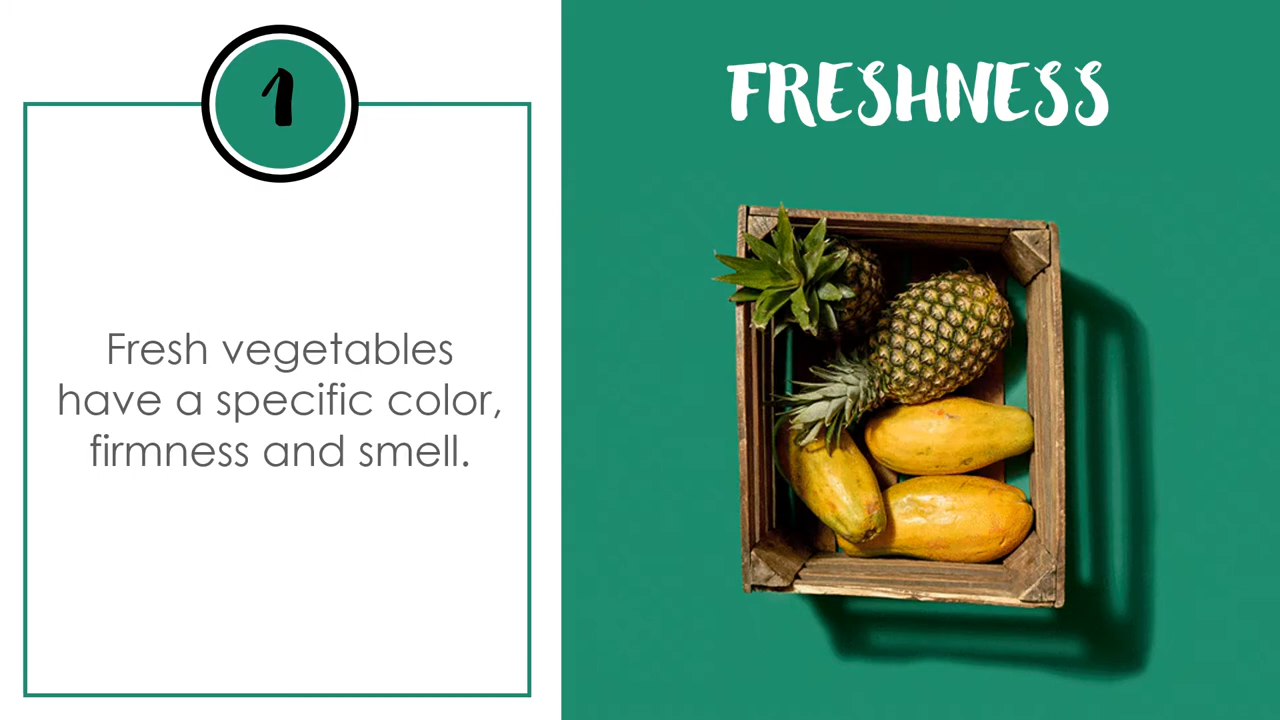 1
Fresh vegetables
have a specific color,
firmness and smell.
FRESHNESS